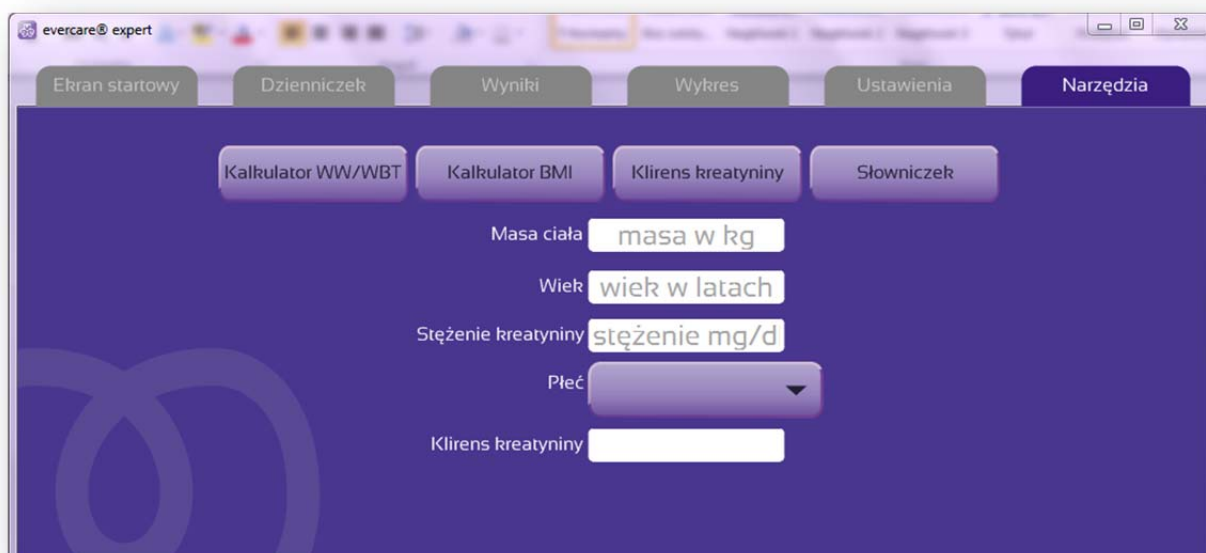 evercare® expert
Ekran startowy Dzienniczek Wyniki Wykres Ustawienia Narzędzia
Kalkulator WW/WBT Kalkulator BMI Klirens kreatyniny Słowniczek
Masa ciała masa w kg
Wiek wiek w latach
Stężenie kreatyniny stężenie mg/d
Płeć
Klirens kreatyniny